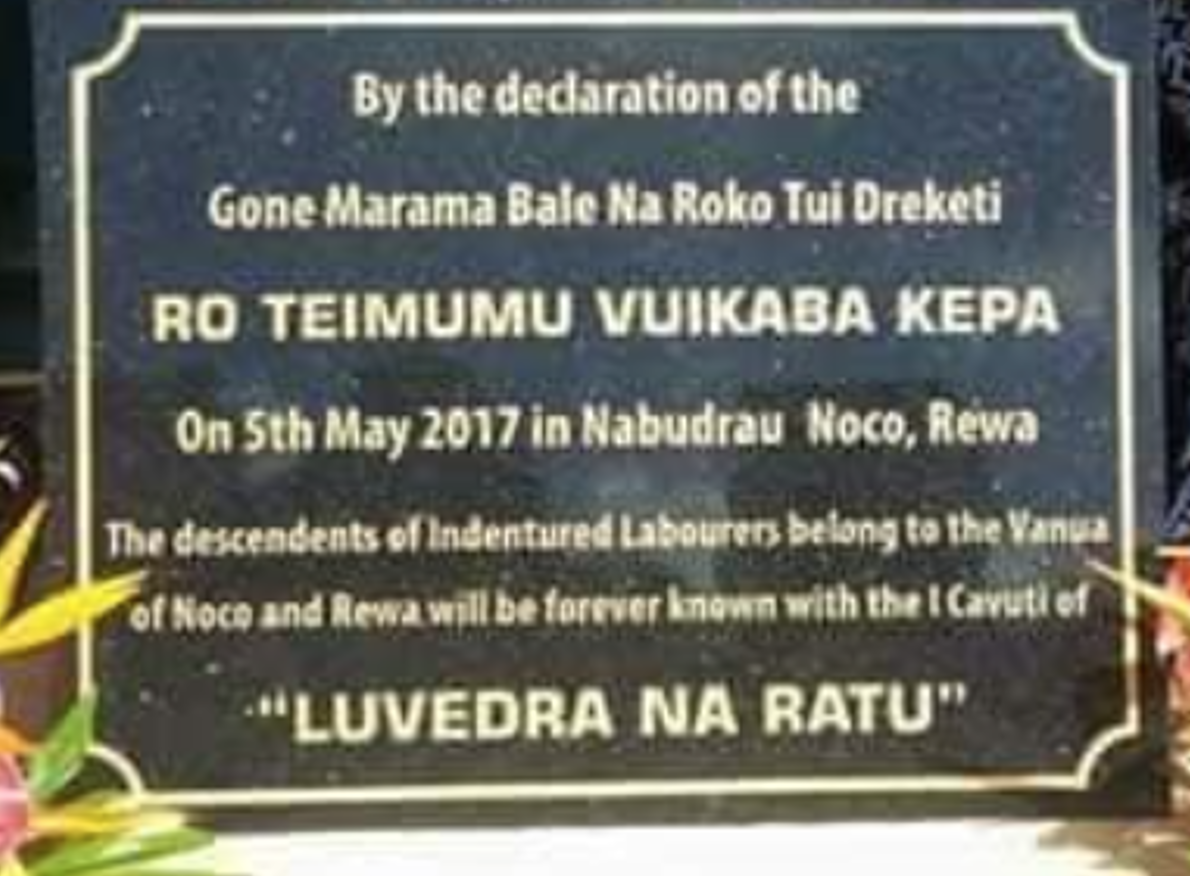 By the declaration of the
Gone Marama Bale Na Roko Tui Dreketi
RO TEIMUMU VUIKABA KEPA
On 5th May 2017 in Nabudrau Noco, Rewa
The descendents of Indentured Labourers belong to the Vanua
of Noco and Rewa will be forever known with the I Cavuti of
"LUVEDRA NA RATU"